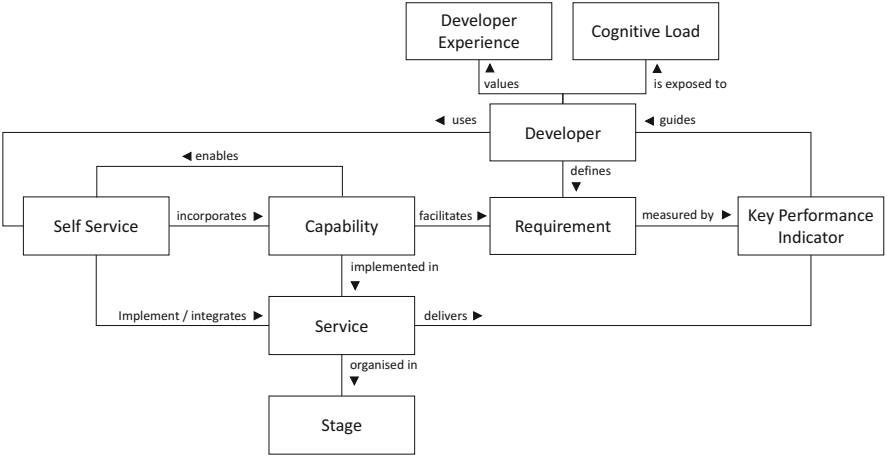 Developer
Experience
Cognitive Load
values
is exposed to
uses
Developer
guides
enables
defines
Self Service
incorporates
Capability
facilitates
Requirement
measured by
Key Performance
Indicator
implemented in
Implement / integrates
Service
delivers
organised in
Stage